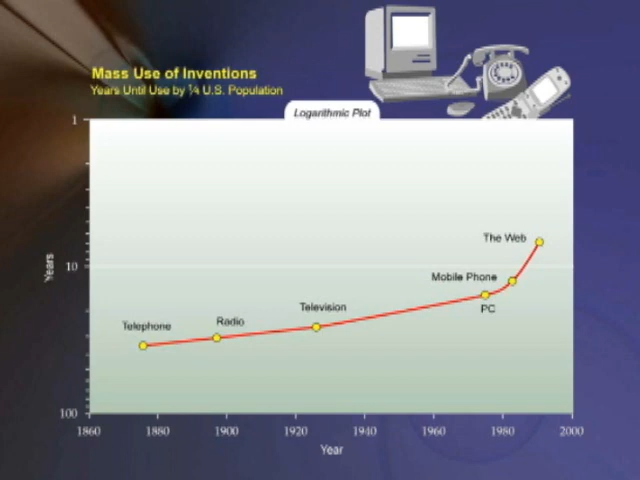 Mass Use of Inventions
Years Until Use by ¼ U.S. Population
Logarithmic Plot
1
The Web
Years
10
Mobile Phone
PC
Television
Radio
Telephone
100
1860 1880 1900 1920 1940 1960 1980 2000
Year